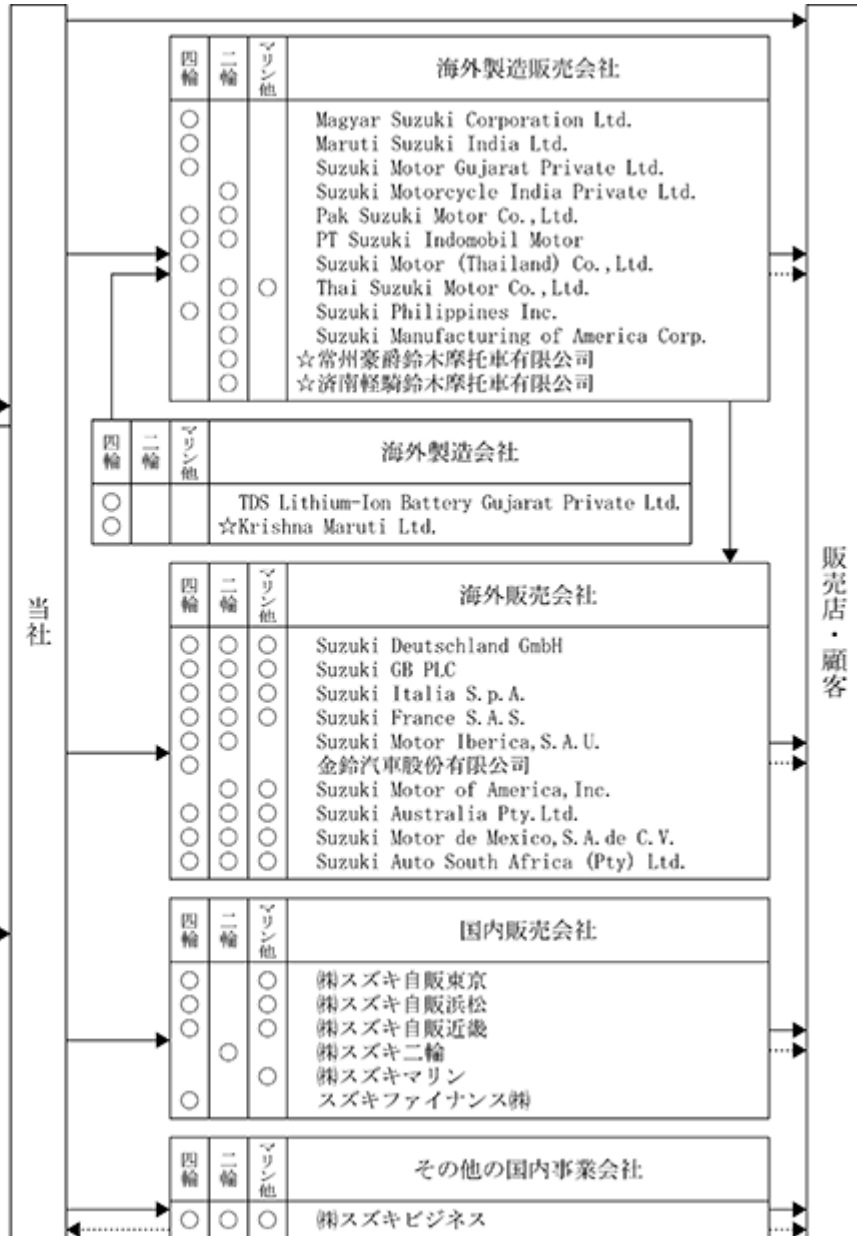 当社
四輪 二輪 マリン他 海外製造販売会社
○ Magyar Suzuki Corporation Ltd.
○ Maruti Suzuki India Ltd.
○ Suzuki Motor Gujarat Private Ltd.
○ Suzuki Motorcycle India Private Ltd.
○ ○ Pak Suzuki Motor Co.,Ltd.
○ ○ PT Suzuki Indomobil Motor
○ Suzuki Motor (Thailand) Co.,Ltd.
○ ○ Thai Suzuki Motor Co.,Ltd.
○ ○ Suzuki Philippines Inc.
○ Suzuki Manufacturing of America Corp.
○ ☆常州豪爵鈴木摩托車有限公司
○ ☆済南軽騎鈴木摩托車有限公司
四輪 二輪 マリン他 海外製造会社
○ TDS Lithium-Ion Battery Gujarat Private Ltd.
○ ☆Krishna Maruti Ltd.
四輪 二輪 マリン他 海外販売会社
○ ○ ○ Suzuki Deutschland GmbH
○ ○ ○ Suzuki GB PLC
○ ○ ○ Suzuki Italia S.p.A.
○ ○ ○ Suzuki France S.A.S.
○ ○ Suzuki Motor Iberica,S.A.U.
○ 金鈴汽車股份有限公司
○ ○ Suzuki Motor of America,Inc.
○ ○ ○ Suzuki Australia Pty.Ltd.
○ ○ ○ Suzuki Motor de Mexico,S.A.de C.V.
○ ○ ○ Suzuki Auto South Africa (Pty) Ltd.
四輪 二輪 マリン他 国内販売会社
○ ○ ㈱スズキ自販東京
○ ○ ㈱スズキ自販浜松
○ ○ ㈱スズキ自販近畿
○ ㈱スズキ二輪
○ ㈱スズキマリン
○ スズキファイナンス㈱
四輪 二輪 マリン他 その他の国内事業会社
○ ○ ○ ㈱スズキビジネス
販売店・顧客